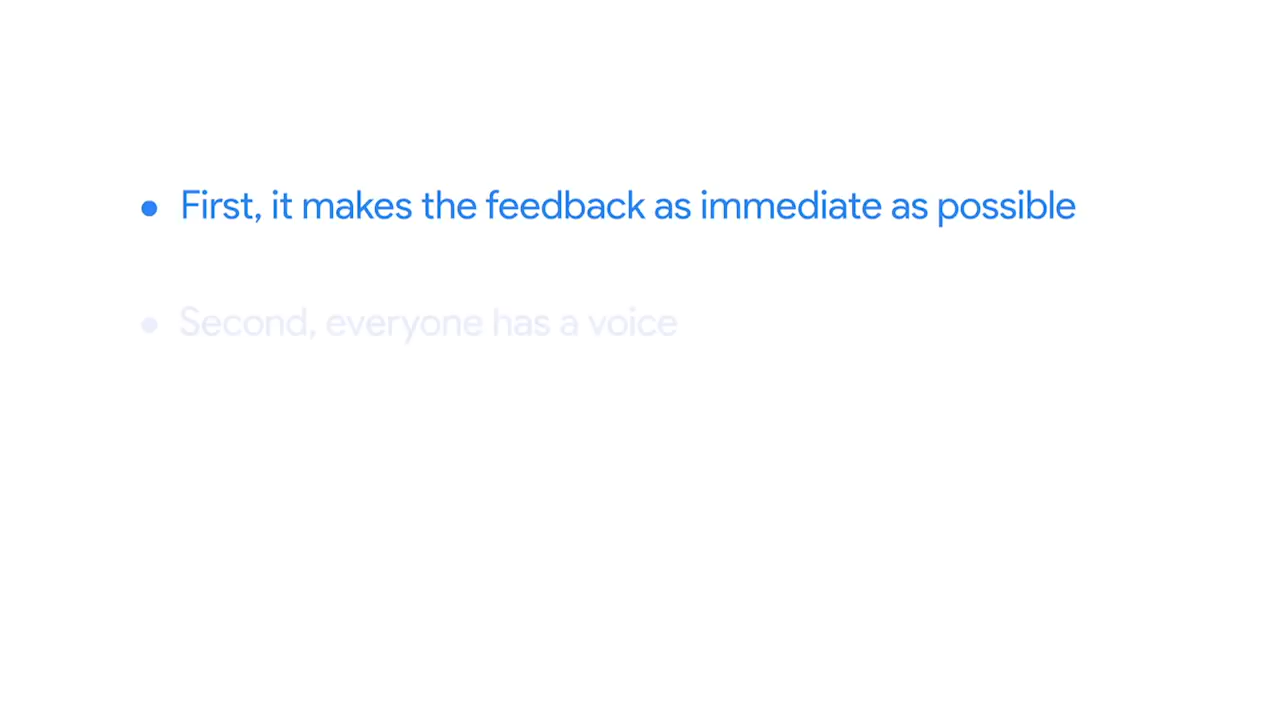 ● First, it makes the feedback as immediate as possible
● Second, everyone has a voice